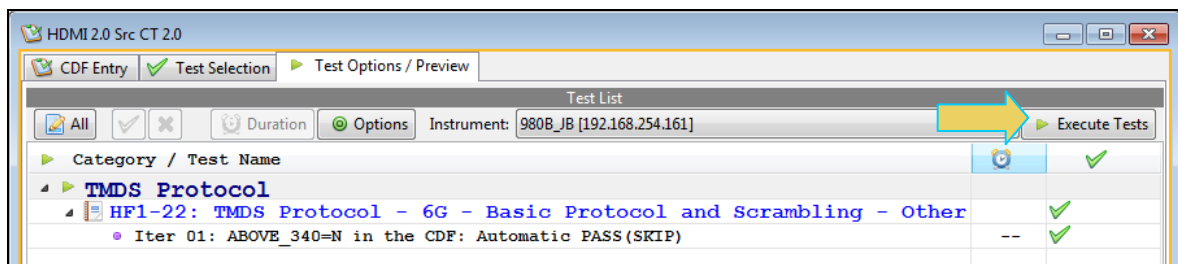 HDMI 2.0 Src CT 2.0
CDF Entry Test Selection Test Options / Preview
Test List
All Duration Options Instrument: 980B_JB [192.168.254.161] Execute Tests
Category / Test Name
TMDS Protocol
HF1-22: TMDS Protocol - 6G - Basic Protocol and Scrambling - Other
Iter 01: ABOVE_340=N in the CDF: Automatic PASS(SKIP) --